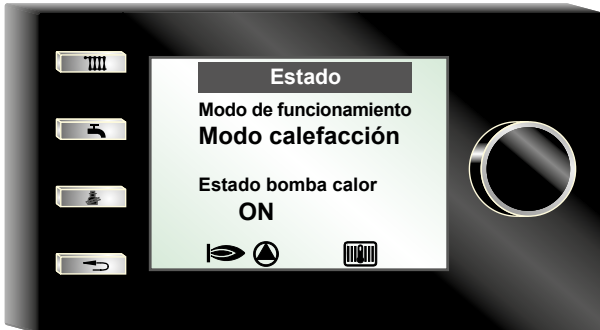 Estado
Modo de funcionamiento
Modo calefacción
Estado bomba calor
ON